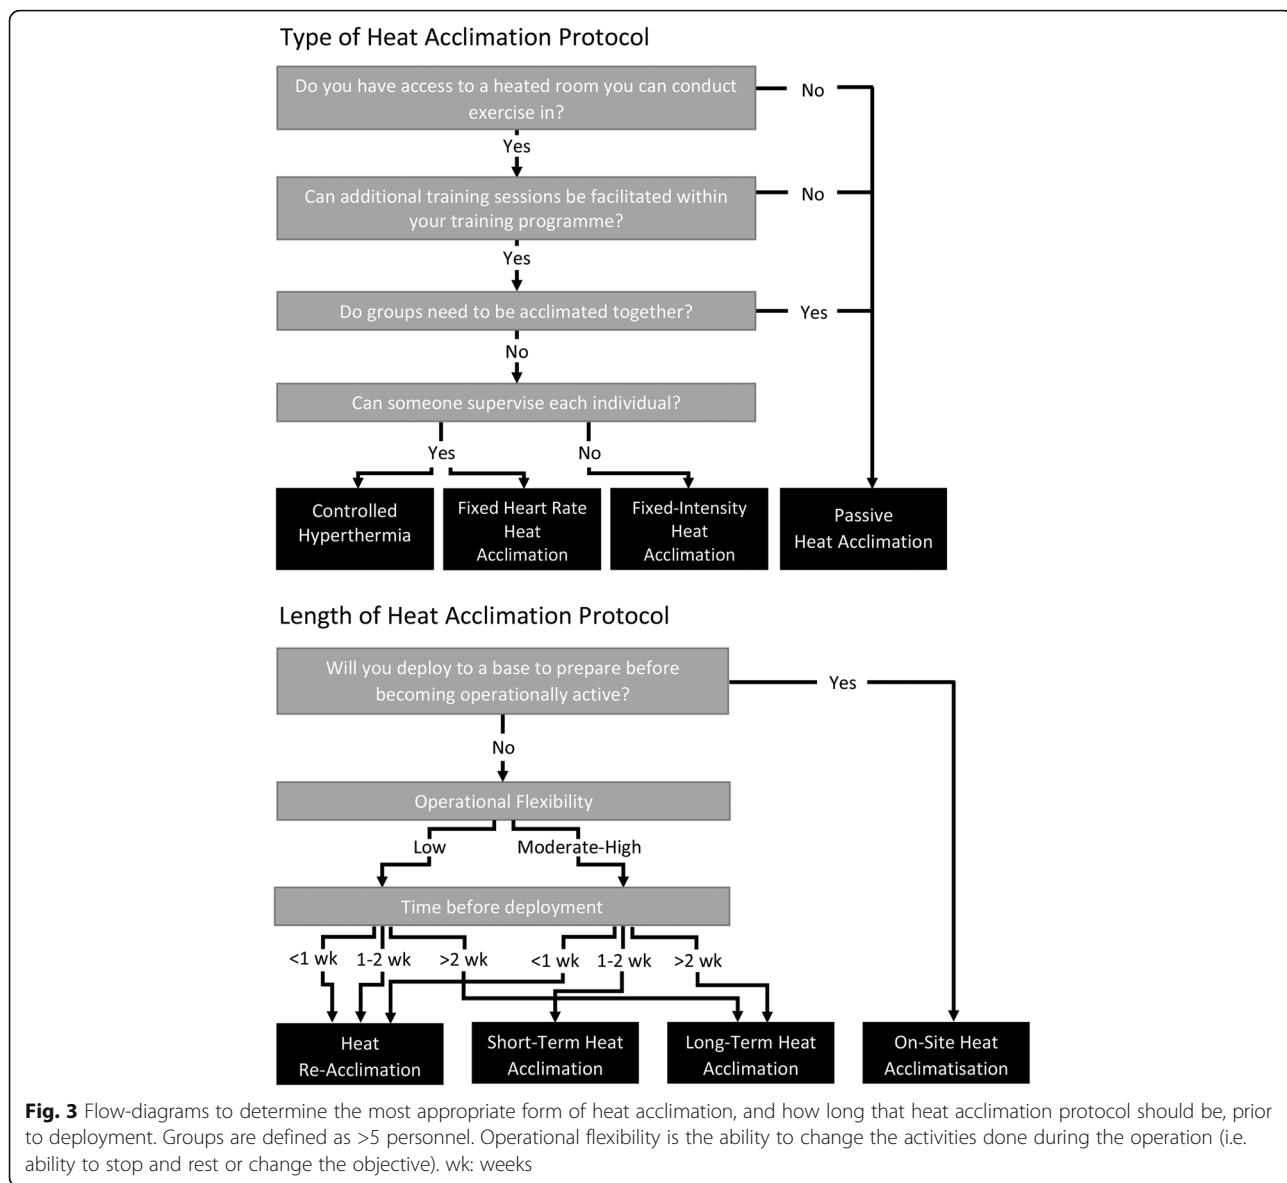 Type of Heat Acclimation Protocol
Do you have access to a heated room you can conduct
exercise in?
No
Yes
Can additional training sessions be facilitated within
your training programme?
No
Yes
Do groups need to be acclimated together?
Yes
No
Can someone supervise each individual?
Yes
No
Controlled
Hyperthermia
Fixed Heart Rate
Heat
Acclimation
Fixed-Intensity
Heat
Acclimation
Passive
Heat Acclimation
Length of Heat Acclimation Protocol
Will you deploy to a base to prepare before
becoming operationally active?
Yes
No
Operational Flexibility
Low
Moderate-High
Time before deployment
<1 wk
1-2 wk
>2 wk
<1 wk
1-2 wk
>2 wk
Heat
Re-Acclimation
Short-Term Heat
Acclimation
Long-Term Heat
Acclimation
On-Site Heat
Acclimatisation
Fig. 3 Flow-diagrams to determine the most appropriate form of heat acclimation, and how long that heat acclimation protocol should be, prior
to deployment. Groups are defined as >5 personnel. Operational flexibility is the ability to change the activities done during the operation (i.e.
ability to stop and rest or change the objective). wk: weeks